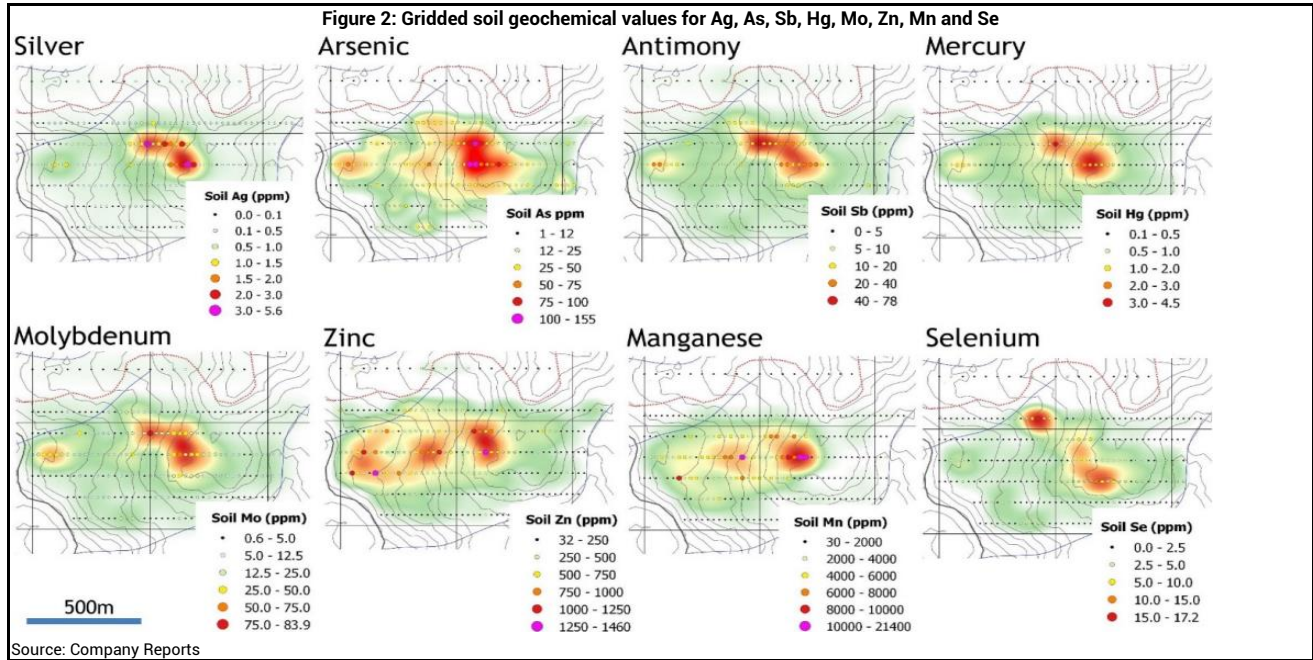 Figure 2: Gridded soil geochemical values for Ag, As, Sb, Hg, Mo, Zn, Mn and Se
Silver
Soil Ag (ppm)
0.0 - 0.1
0.1 - 0.5
0.5 - 1.0
1.0 - 1.5
1.5 - 2.0
2.0 - 3.0
3.0 - 5.6
Arsenic
Soil As ppm
1 - 12
12 - 25
25 - 50
50 - 75
75 - 100
100 - 155
Antimony
Soil Sb (ppm)
0 - 5
5 - 10
10 - 20
20 - 40
40 - 78
Mercury
Soil Hg (ppm)
0.1 - 0.5
0.5 - 1.0
1.0 - 2.0
2.0 - 3.0
3.0 - 4.5
Molybdenum
Soil Mo (ppm)
0.6 - 5.0
5.0 - 12.5
12.5 - 25.0
25.0 - 50.0
50.0 - 75.0
75.0 - 83.9
Zinc
Soil Zn (ppm)
32 - 250
250 - 500
500 - 750
750 - 1000
1000 - 1250
1250 - 1460
Manganese
Soil Mn (ppm)
30 - 2000
2000 - 4000
4000 - 6000
6000 - 8000
8000 - 10000
10000 - 21400
Selenium
Soil Se (ppm)
0.0 - 2.5
2.5 - 5.0
5.0 - 10.0
10.0 - 15.0
15.0 - 17.2
500m
Source: Company Reports